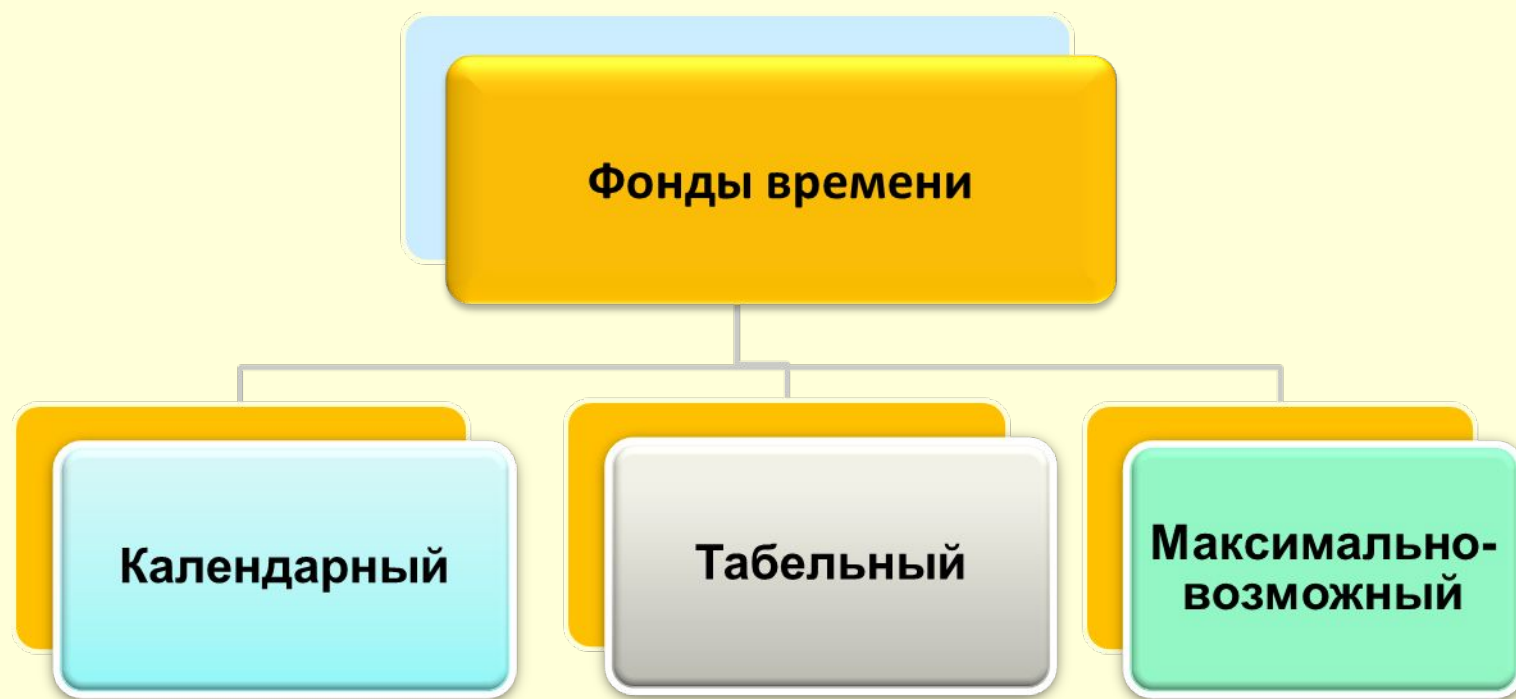 Фонды времени
Календарный
Табельный
Максимально-
возможный